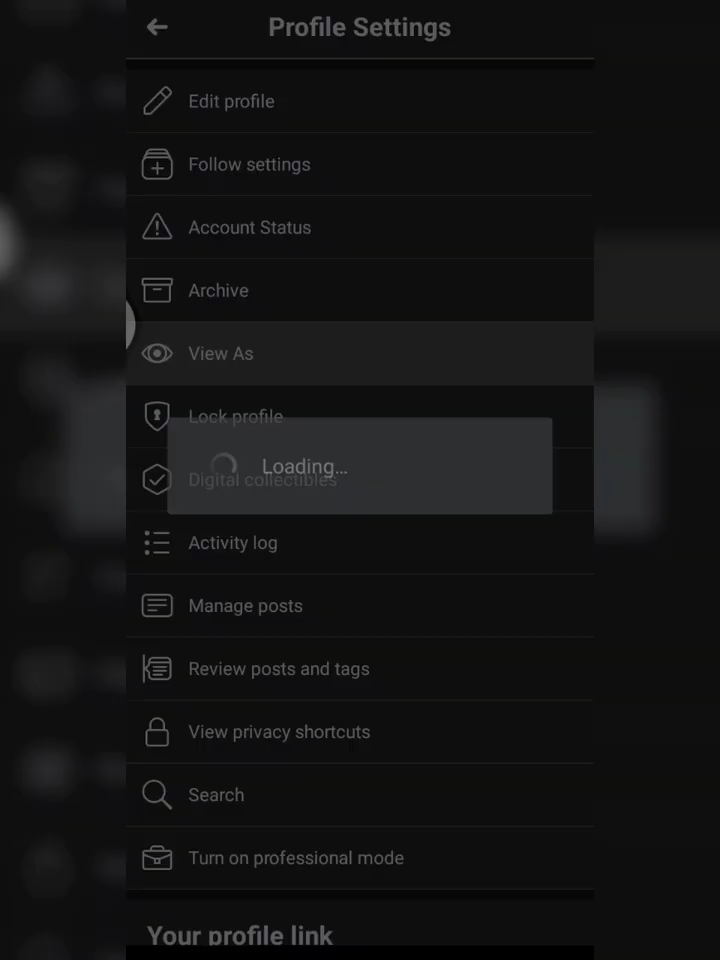 Profile Settings
Edit profile
Follow settings
Account Status
Archive
View As
Lock profile
Loading...
Digital collectibles
Activity log
Manage posts
Review posts and tags
View privacy shortcuts
Search
Turn on professional mode
Your profile link